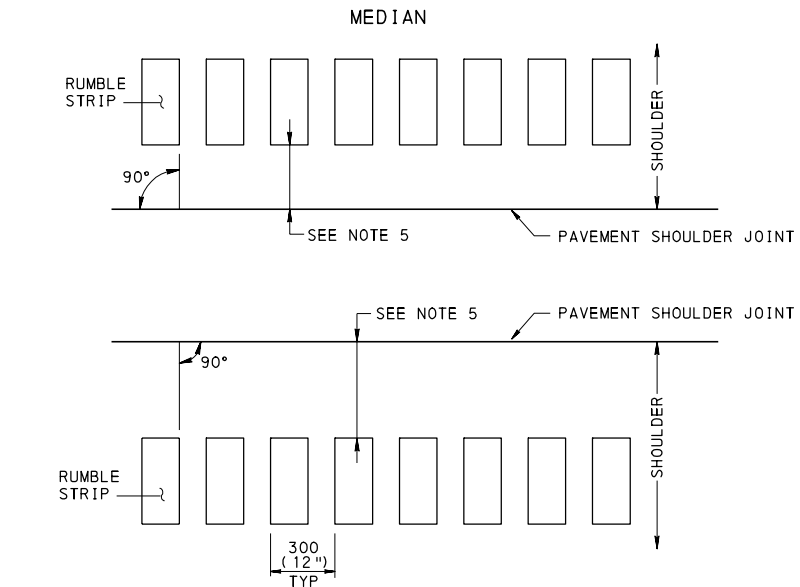 MEDIAN
RUMBLE
STRIP
SHOULDER
90°
SEE NOTE 5
PAVEMENT SHOULDER JOINT
SEE NOTE 5
PAVEMENT SHOULDER JOINT
90°
SHOULDER
RUMBLE
STRIP
300
(12")
TYP